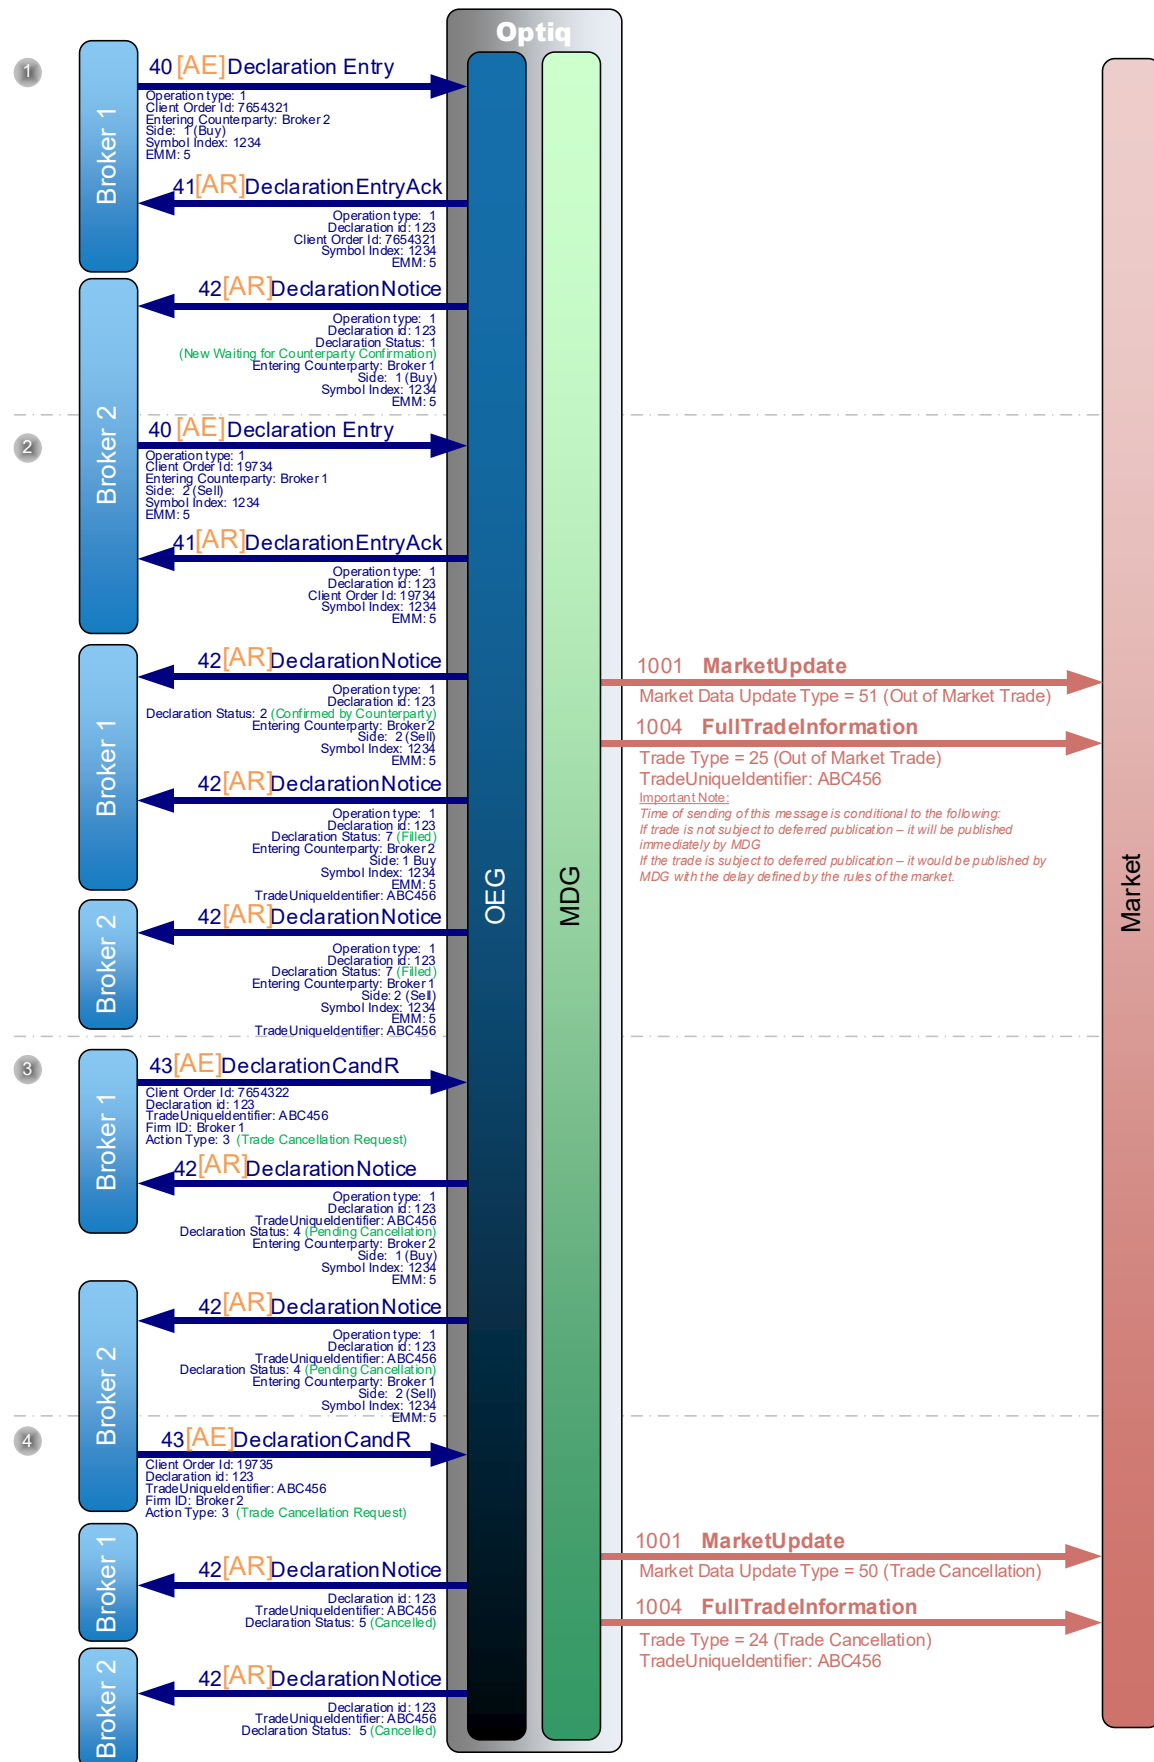 Optiq
1
Broker 1
40 [AE] Declaration Entry
Operation type: 1
Client Order Id: 7654321
Entering Counterparty: Broker 2
Side: 1 (Buy)
Symbol Index: 1234
EMM: 5
41 [AR] DeclarationEntryAck
Operation type: 1
Declaration id: 123
Client Order Id: 7654321
Symbol Index: 1234
EMM: 5
Broker 2
42 [AR] DeclarationNotice
Operation type: 1
Declaration id: 123
Declaration Status: 1
(New Waiting for Counterparty Confirmation)
Entering Counterparty: Broker 1
Side: 1 (Buy)
Symbol Index: 1234
EMM: 5
2
40 [AE] Declaration Entry
Operation type: 1
Client Order Id: 19734
Entering Counterparty: Broker 1
Side: 2 (Sell)
Symbol Index: 1234
EMM: 5
41 [AR] DeclarationEntryAck
Operation type: 1
Declaration id: 123
Client Order Id: 19734
Symbol Index: 1234
EMM: 5
Broker 1
42 [AR] DeclarationNotice
Operation type: 1
Declaration id: 123
Declaration Status: 2 (Confirmed by Counterparty)
Entering Counterparty: Broker 2
Side: 2 (Sell)
Symbol Index: 1234
EMM: 5
1001 MarketUpdate
Market Data Update Type = 51 (Out of Market Trade)
1004 FullTradeInformation
Trade Type = 25 (Out of Market Trade)
TradeUniqueIdentifier: ABC456
Important Note:
Time of sending of this message is conditional to the following:
If trade is not subject to deferred publication – it will be published
immediately by MDG
If the trade is subject to deferred publication – it would be published by
MDG with the delay defined by the rules of the market.
42 [AR] DeclarationNotice
Operation type: 1
Declaration id: 123
Declaration Status: 7 (Filled)
Entering Counterparty: Broker 2
Side: 1 Buy
Symbol Index: 1234
EMM: 5
TradeUniqueIdentifier: ABC456
OEG
MDG
Market
Broker 2
42 [AR] DeclarationNotice
Operation type: 1
Declaration id: 123
Declaration Status: 7 (Filled)
Entering Counterparty: Broker 1
Side: 2 (Sell)
Symbol Index: 1234
EMM: 5
TradeUniqueIdentifier: ABC456
3
Broker 1
43 [AE] DeclarationCandR
Client Order Id: 7654322
Declaration id: 123
TradeUniqueIdentifier: ABC456
Firm ID: Broker 1
Action Type: 3 (Trade Cancellation Request)
42 [AR] DeclarationNotice
Operation type: 1
Declaration id: 123
TradeUniqueIdentifier: ABC456
Declaration Status: 4 (Pending Cancellation)
Entering Counterparty: Broker 2
Side: 1 (Buy)
Symbol Index: 1234
EMM: 5
Broker 2
42 [AR] DeclarationNotice
Operation type: 1
Declaration id: 123
TradeUniqueIdentifier: ABC456
Declaration Status: 4 (Pending Cancellation)
Entering Counterparty: Broker 1
Side: 2 (Sell)
Symbol Index: 1234
EMM: 5
4
43 [AE] DeclarationCandR
Client Order Id: 19735
Declaration id: 123
TradeUniqueIdentifier: ABC456
Firm ID: Broker 2
Action Type: 3 (Trade Cancellation Request)
Broker 1
42 [AR] DeclarationNotice
Declaration id: 123
TradeUniqueIdentifier: ABC456
Declaration Status: 5 (Cancelled)
1001 MarketUpdate
Market Data Update Type = 50 (Trade Cancellation)
1004 FullTradeInformation
Trade Type = 24 (Trade Cancellation)
TradeUniqueIdentifier: ABC456
Broker 2
42 [AR] DeclarationNotice
Declaration id: 123
TradeUniqueIdentifier: ABC456
Declaration Status: 5 (Cancelled)